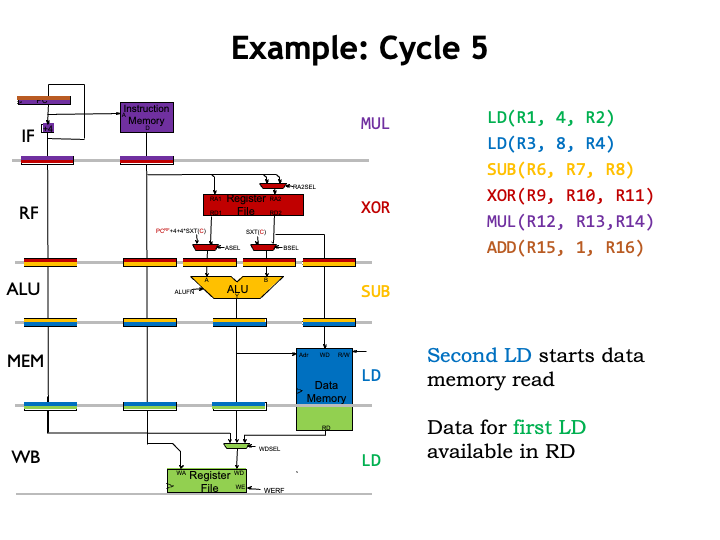 Example: Cycle 5
PC
+4
Instruction
Memory
A
D
IF
MUL
LD(R1, 4, R2)
LD(R3, 8, R4)
SUB(R6, R7, R8)
XOR(R9, R10, R11)
MUL(R12, R13,R14)
ADD(R15, 1, R16)
RA2SEL
RF
RA1 Register RA2
File
RD1 RD2
XOR
PC+4+4*SXT(C)
SXT(C)
ASEL
BSEL
ALU
A B
ALU
ALUFN
SUB
MEM
Adr WD R/W
Data
Memory
RD
LD
Second LD starts data
memory read
Data for first LD
available in RD
WB
WDSEL
WA Register WD
File WE
WERF
LD